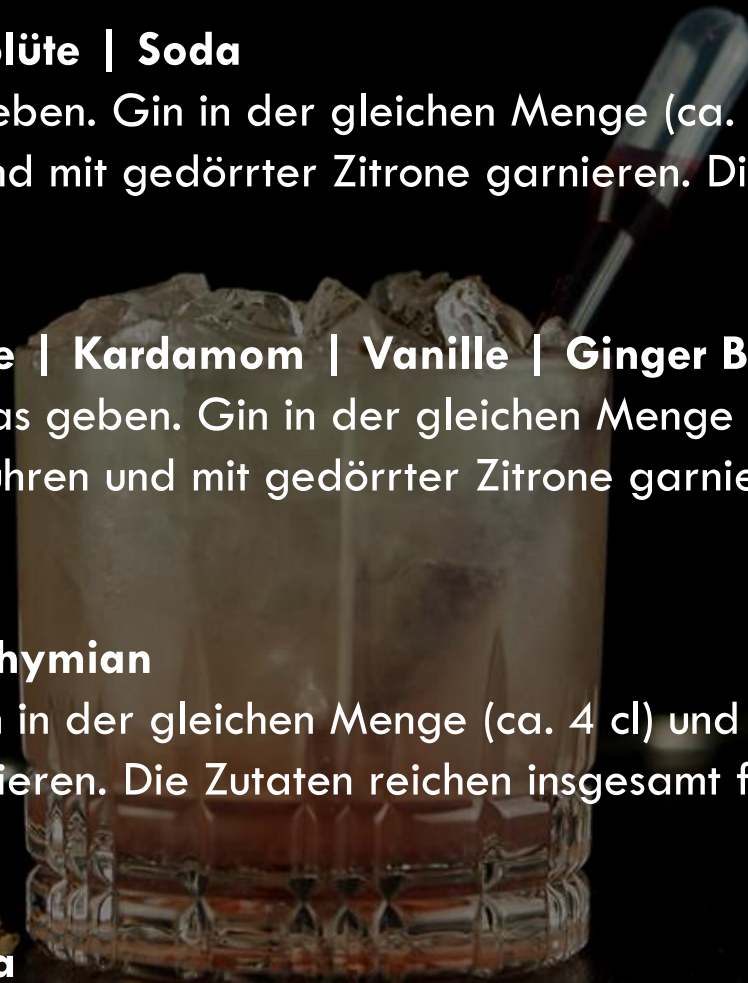 lüte | Soda
eben. Gin in der gleichen Menge (ca.
nd mit gedörrter Zitrone garnieren. Di
e | Kardamom | Vanille | Ginger B
as geben. Gin in der gleichen Menge
ühren und mit gedörrter Zitrone garnie
hymian
in der gleichen Menge (ca. 4 cl) und
ieren. Die Zutaten reichen insgesamt f
a